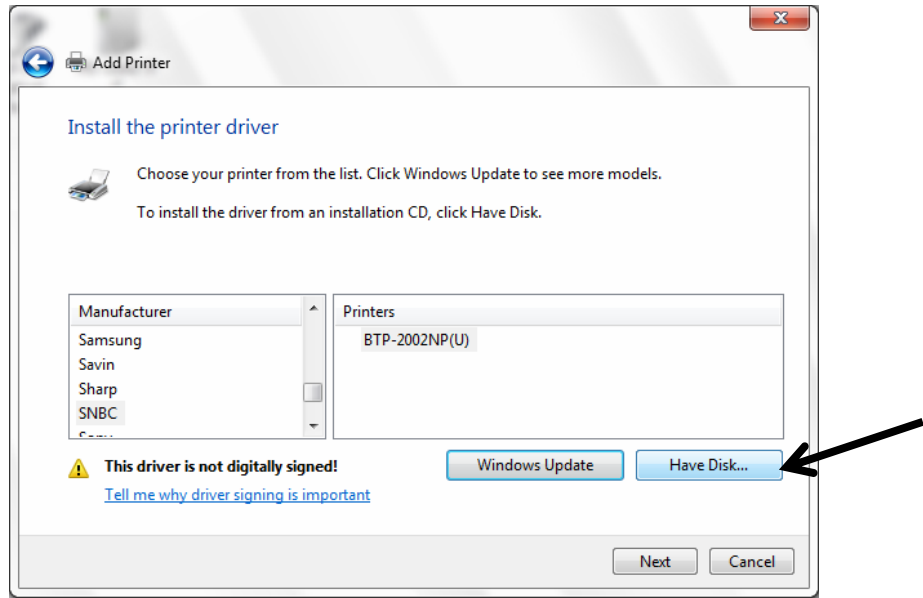 Add Printer
Install the printer driver
Choose your printer from the list. Click Windows Update to see more models.
To install the driver from an installation CD, click Have Disk.
Manufacturer
Samsung
Savin
Sharp
SNBC
Printers
BTP-2002NP(U)
This driver is not digitally signed!
Tell me why driver signing is important
Windows Update
Have Disk...
Next
Cancel